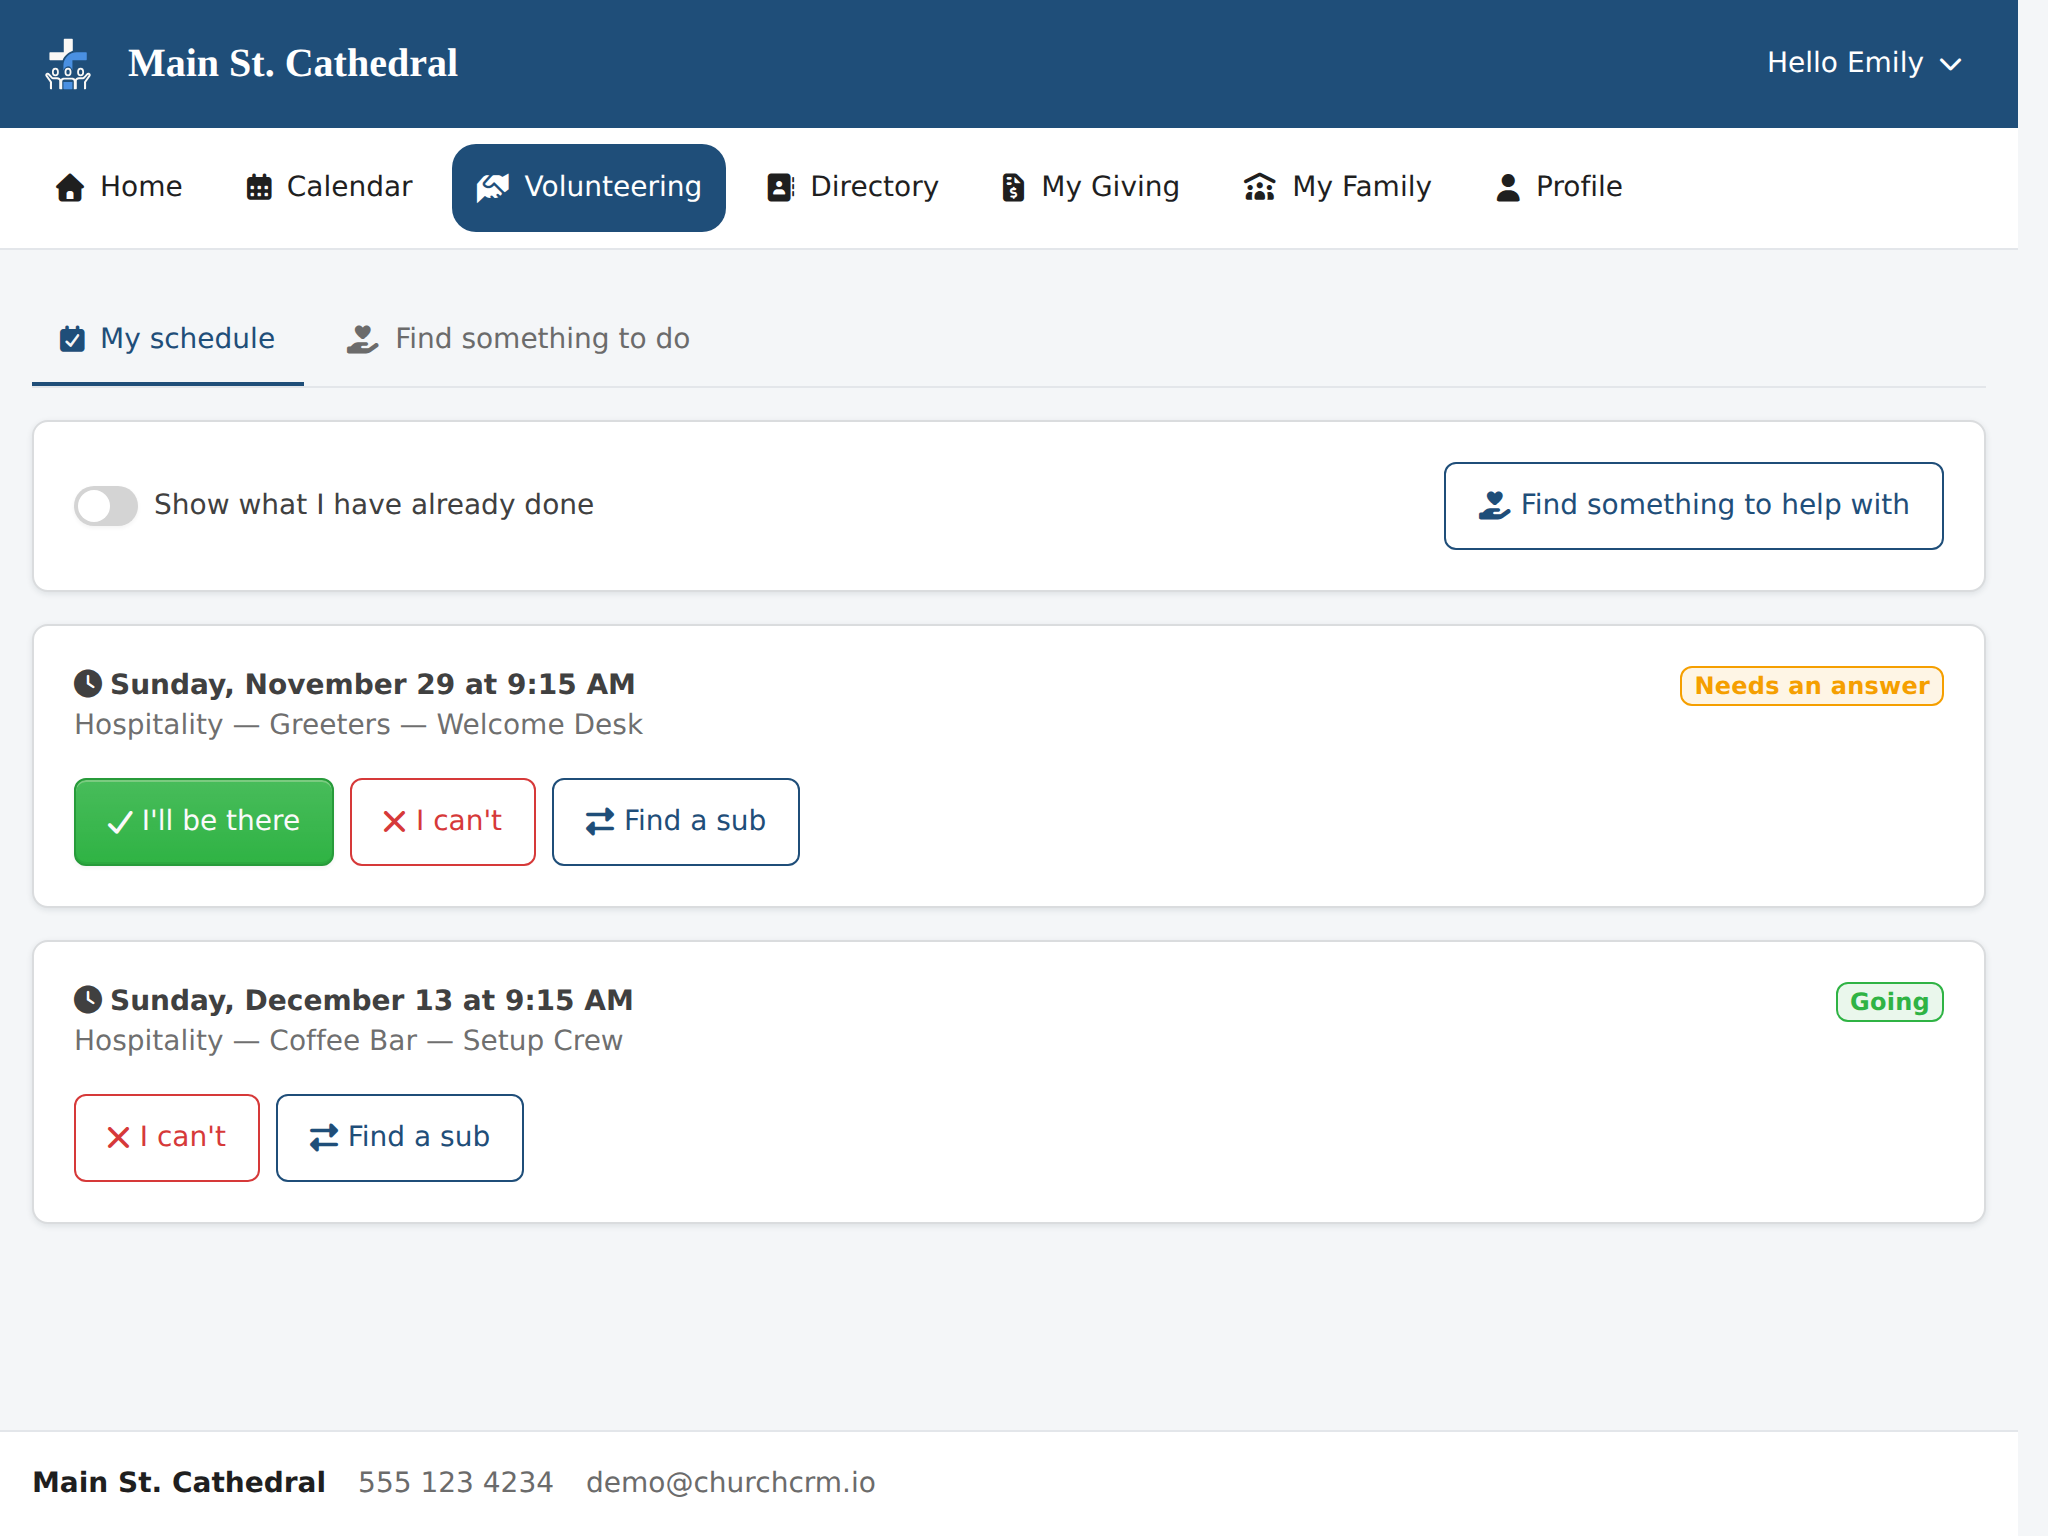 Main St. Cathedral
Hello Emily
Home
Calendar
Volunteering
Directory
My Giving
My Family
Profile
My schedule
Find something to do
Show what I have already done
Find something to help with
Sunday, November 29 at 9:15 AM
Needs an answer
Hospitality — Greeters — Welcome Desk
I'll be there
I can't
Find a sub
Sunday, December 13 at 9:15 AM
Going
Hospitality — Coffee Bar — Setup Crew
I can't
Find a sub
Main St. Cathedral
555 123 4234
demo@churchcrm.io